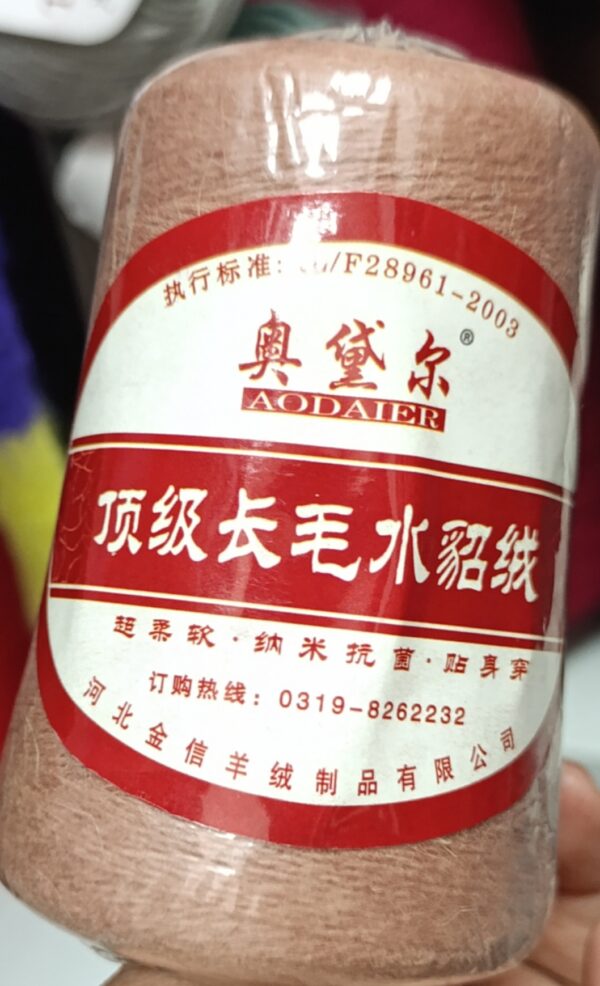 执行标准: /F28961-2003
奥黛尔®
AODAIER
顶级长毛水貂绒
超柔软·纳米抗菌·贴身穿
订购热线: 0319-8262232
河北金信羊绒制品有限公司